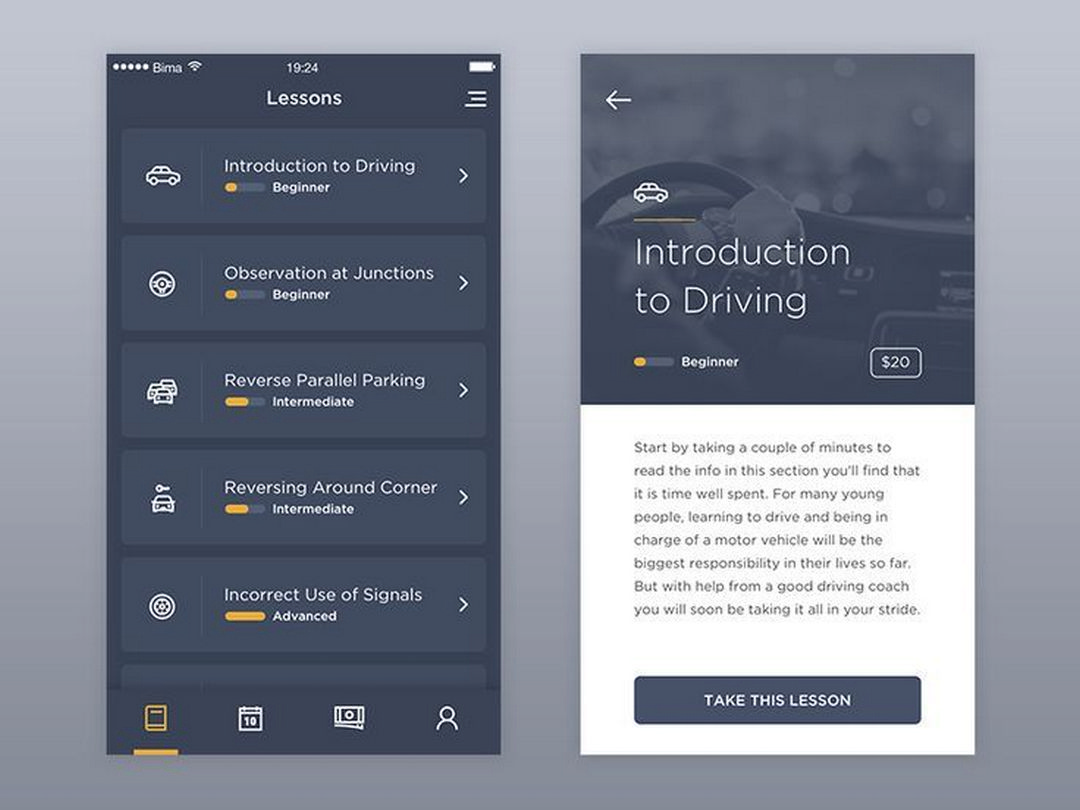 Bima
19:24
Lessons
Introduction to Driving
Beginner
Observation at Junctions
Beginner
Reverse Parallel Parking
Intermediate
Reversing Around Corner
Intermediate
Incorrect Use of Signals
Advanced
10
Introduction
to Driving
Beginner
$20
Start by taking a couple of minutes to
read the info in this section you'll find that
it is time well spent. For many young
people, learning to drive and being in
charge of a motor vehicle will be the
biggest responsibility in their lives so far.
But with help from a good driving coach
you will soon be taking it all in your stride.
TAKE THIS LESSON